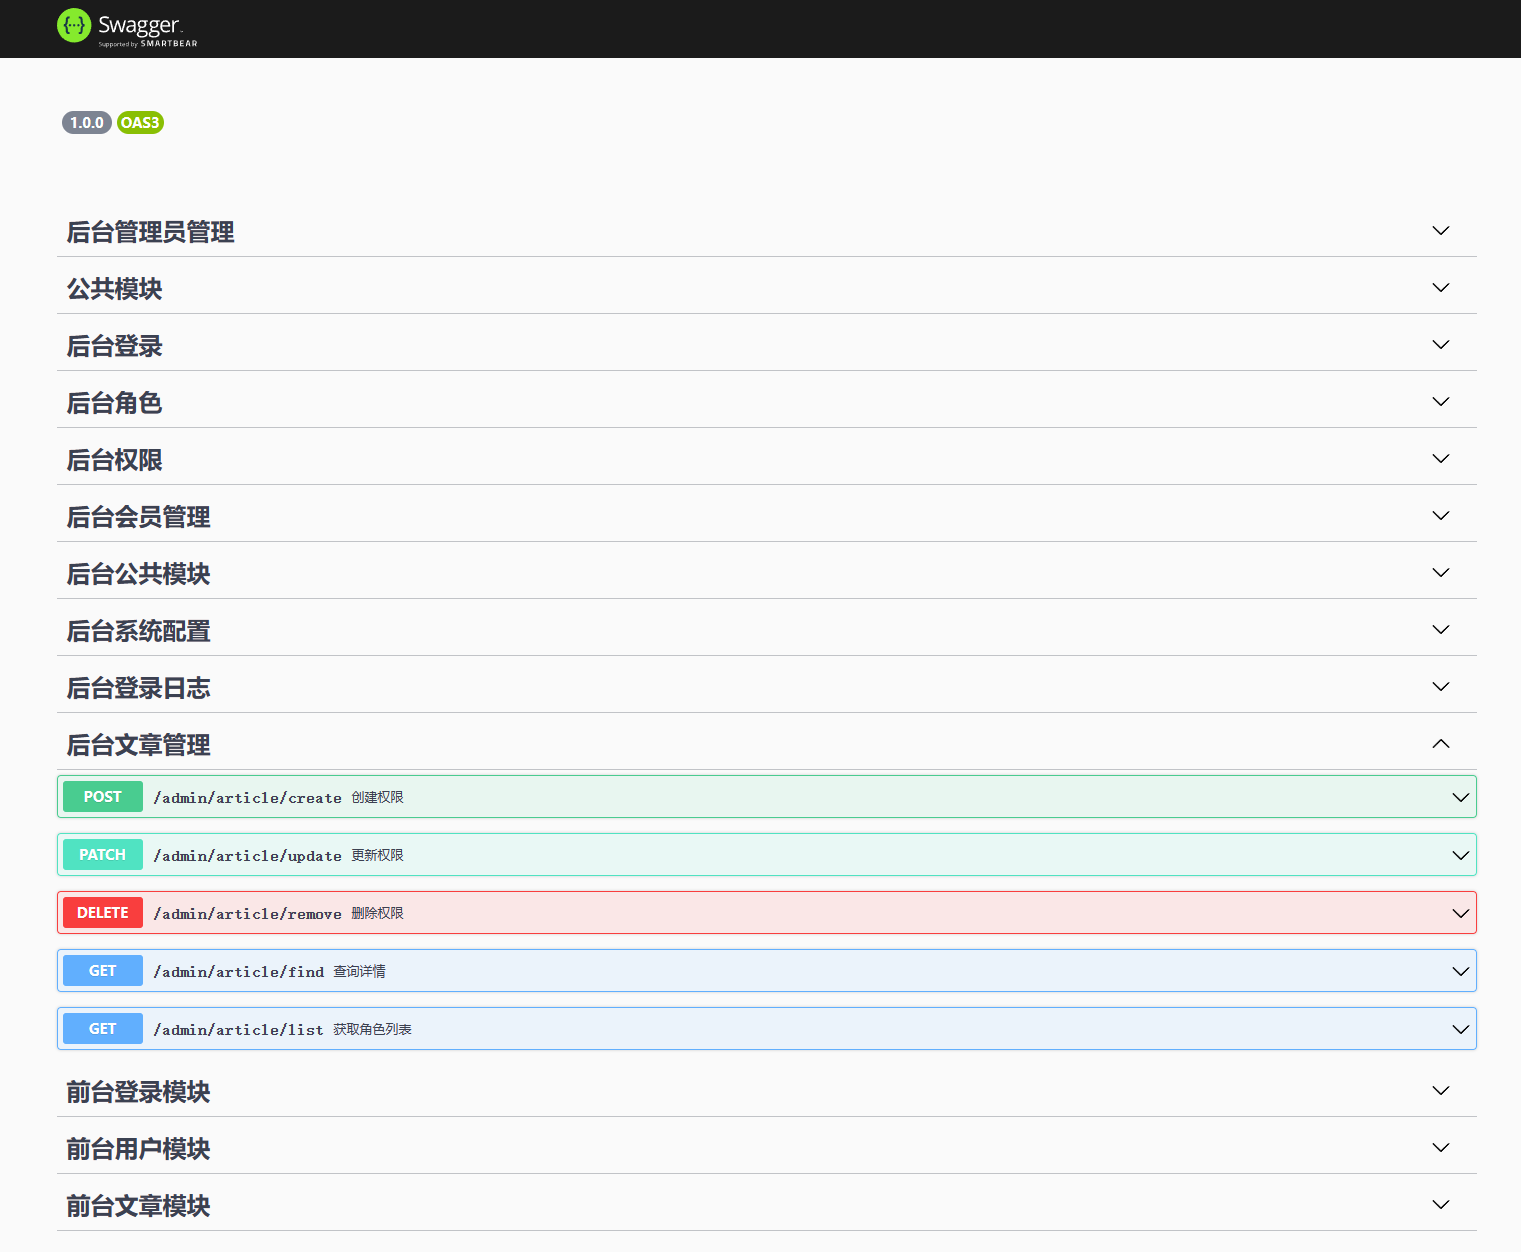 Swagger
Supported by SMARTBEAR
1.0.0 OAS3
后台管理员管理
公共模块
后台登录
后台角色
后台权限
后台会员管理
后台公共模块
后台系统配置
后台登录日志
后台文章管理
POST /admin/article/create 创建权限
PATCH /admin/article/update 更新权限
DELETE /admin/article/remove 删除权限
GET /admin/article/find 查询详情
GET /admin/article/list 获取角色列表
前台登录模块
前台用户模块
前台文章模块